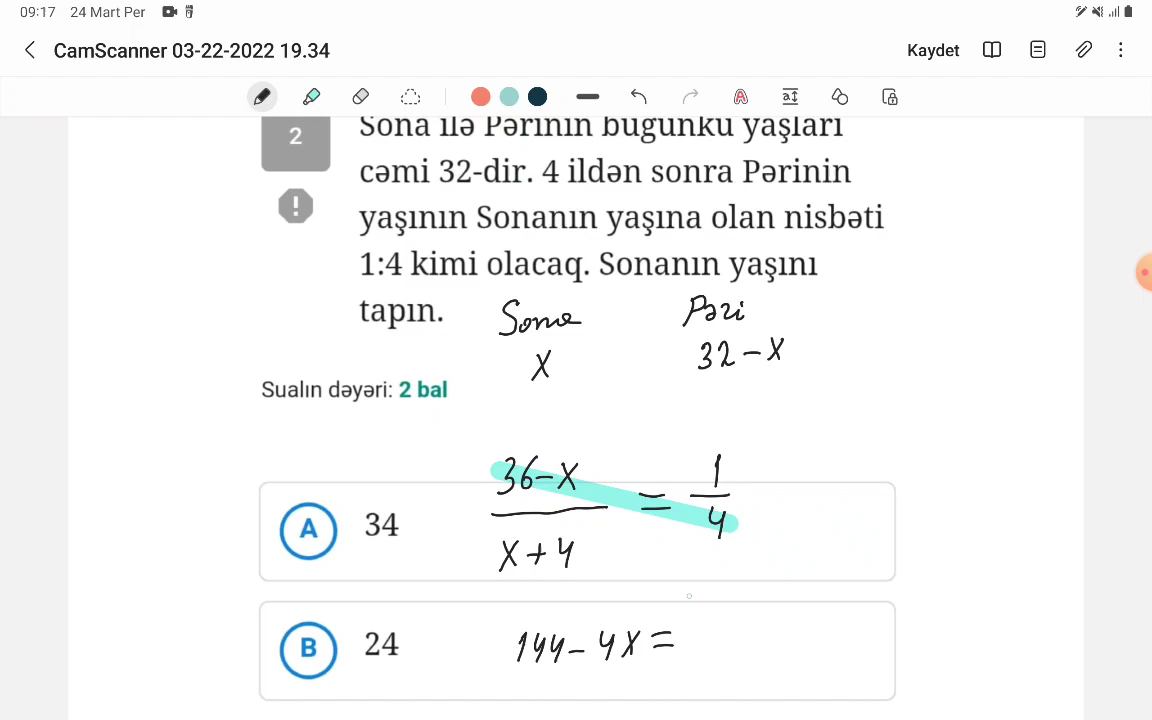 09:17 24 Mart Per
CamScanner 03-22-2022 19.34
Kaydet
2
Sona ilə Pərinin bugünkü yaşları
cəmi 32-dir. 4 ildən sonra Pərinin
yaşının Sonanın yaşına olan nisbəti
1:4 kimi olacaq. Sonanın yaşını
tapın.
Sona Pəri
X 32-X
Sualın dəyəri: 2 bal
36-X = 1
X+4 4
A 34
B 24
144-4X=